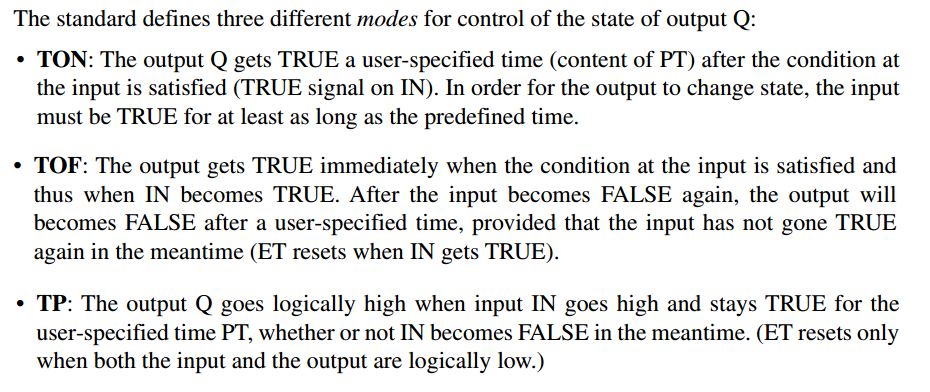 The standard defines three different modes for control of the state of output Q:
• TON: The output Q gets TRUE a user-specified time (content of PT) after the condition at
the input is satisfied (TRUE signal on IN). In order for the output to change state, the input
must be TRUE for at least as long as the predefined time.
• TOF: The output gets TRUE immediately when the condition at the input is satisfied and
thus when IN becomes TRUE. After the input becomes FALSE again, the output will
becomes FALSE after a user-specified time, provided that the input has not gone TRUE
again in the meantime (ET resets when IN gets TRUE).
• TP: The output Q goes logically high when input IN goes high and stays TRUE for the
user-specified time PT, whether or not IN becomes FALSE in the meantime. (ET resets only
when both the input and the output are logically low.)